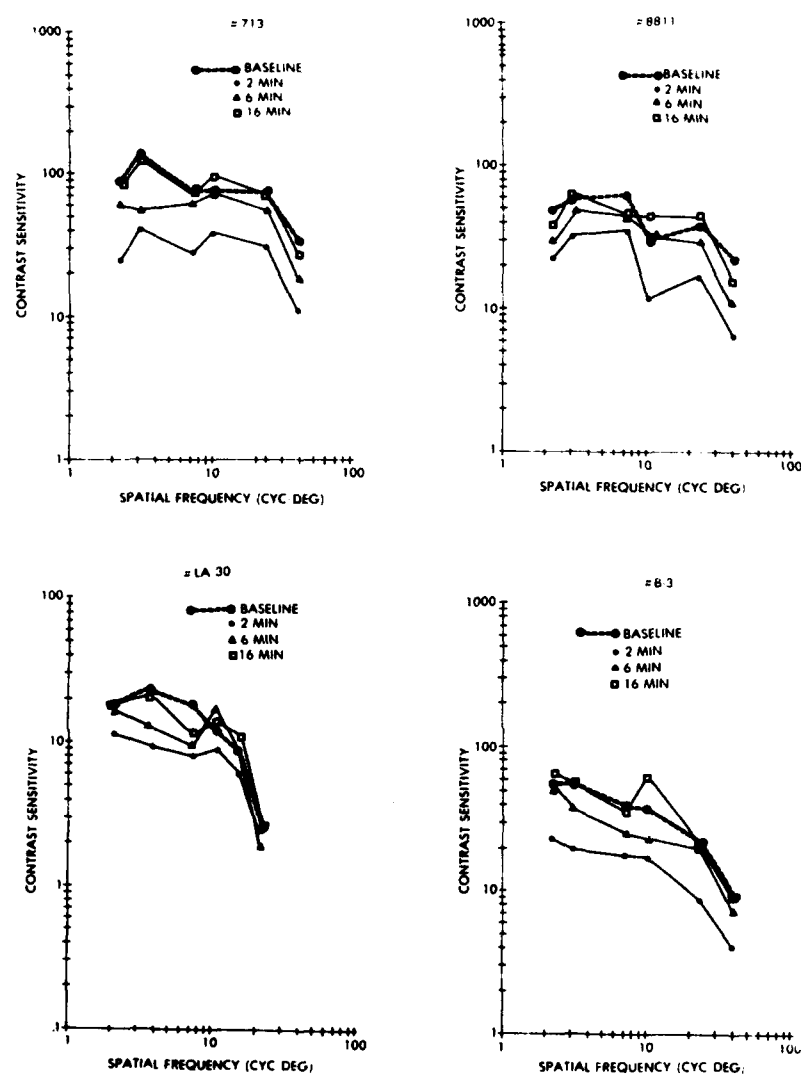 # 713
1000
100
10
1
CONTRAST SENSITIVITY
BASELINE
2 MIN
6 MIN
16 MIN
1
10
100
SPATIAL FREQUENCY (CYC DEG)
# 8811
1000
100
10
1
CONTRAST SENSITIVITY
BASELINE
2 MIN
6 MIN
16 MIN
1
10
100
SPATIAL FREQUENCY (CYC DEG)
# LA 30
100
10
1
.1
CONTRAST SENSITIVITY
BASELINE
2 MIN
6 MIN
16 MIN
1
10
100
SPATIAL FREQUENCY (CYC DEG)
# B-3
1000
100
10
1
CONTRAST SENSITIVITY
BASELINE
2 MIN
6 MIN
16 MIN
1
10
100
SPATIAL FREQUENCY (CYC DEG)